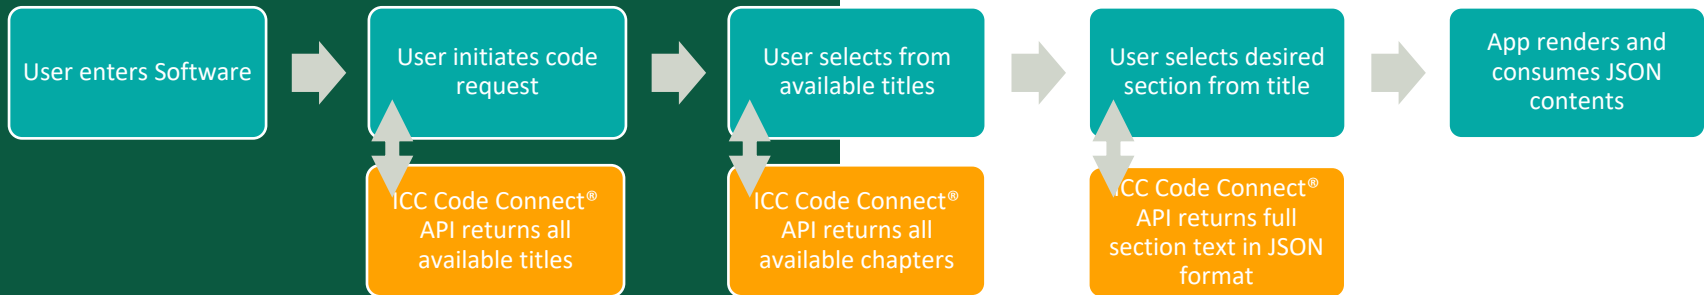 User enters Software
User initiates code
request
User selects from
available titles
User selects desired
section from title
App renders and
consumes JSON
contents
ICC Code Connect®
API returns all
available titles
ICC Code Connect®
API returns all
available chapters
ICC Code Connect®
API returns full
section text in JSON
format